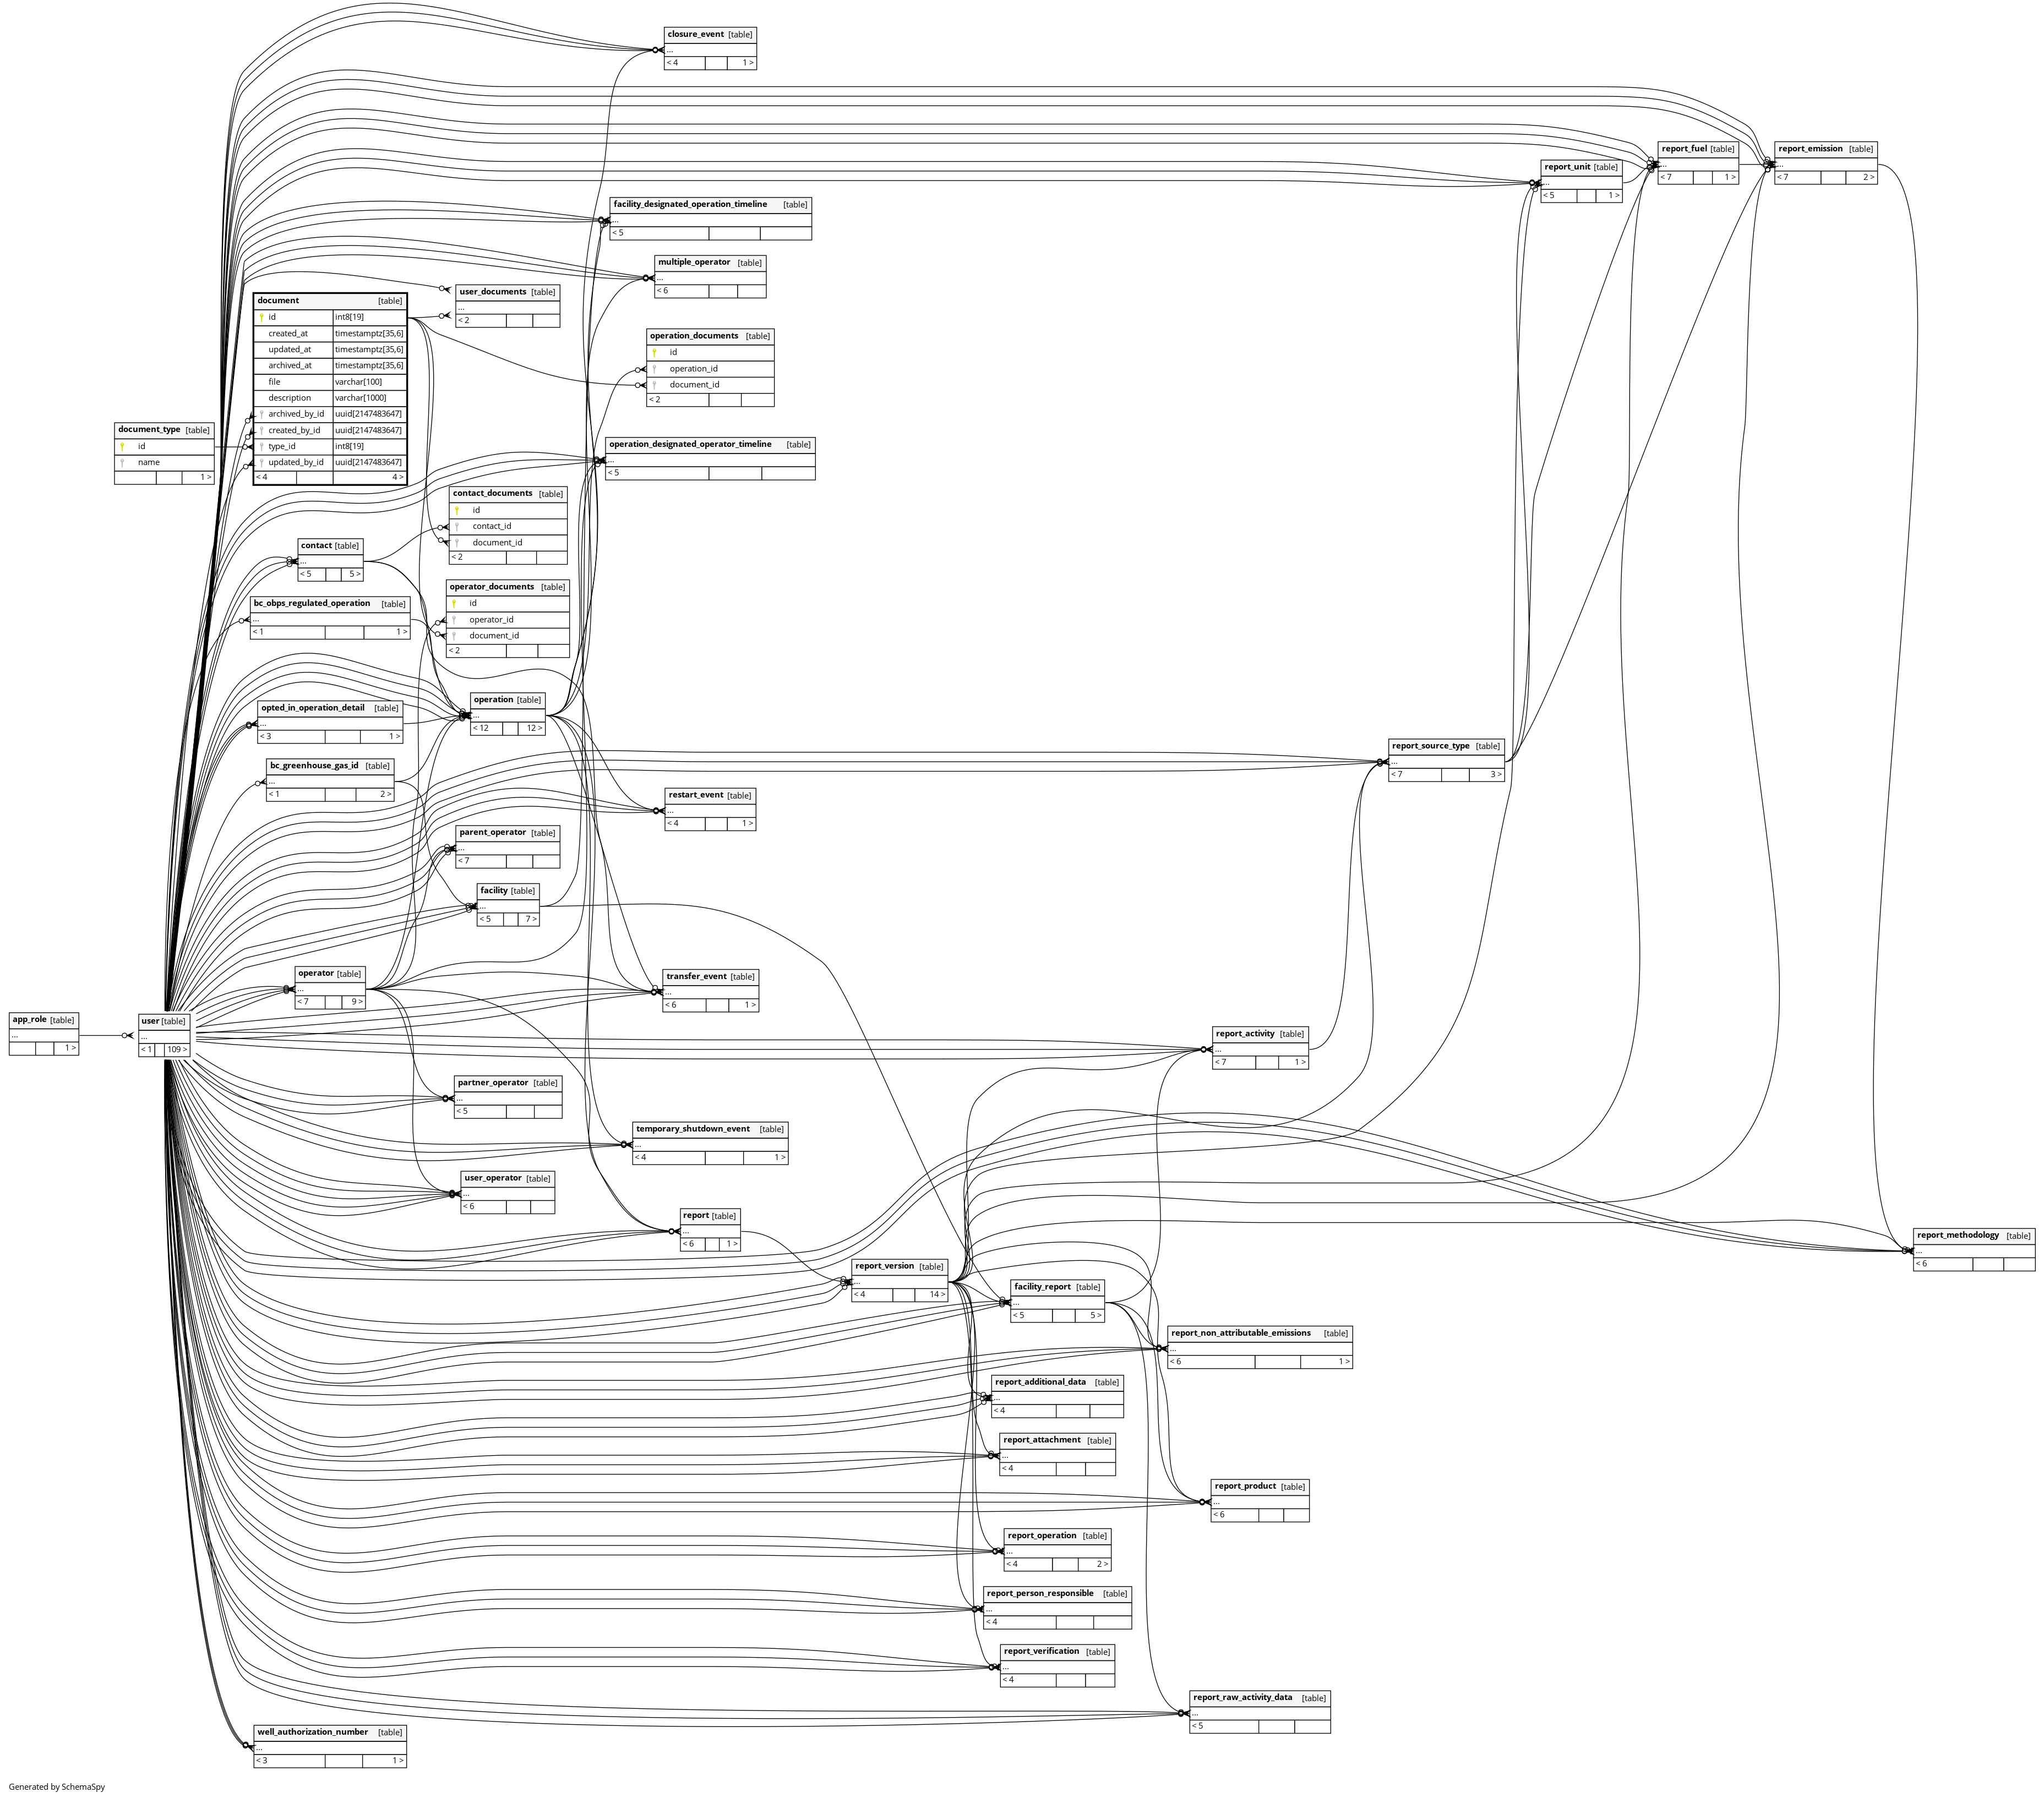 closure_event [table]
...
< 4 1 >
report_fuel [table]
...
< 7 1 >
report_emission [table]
...
< 7 2 >
report_unit [table]
...
< 5 1 >
facility_designated_operation_timeline [table]
...
< 5
multiple_operator [table]
...
< 6
user_documents [table]
...
< 2
document [table]
id int8[19]
created_at timestamptz[35,6]
updated_at timestamptz[35,6]
archived_at timestamptz[35,6]
file varchar[100]
description varchar[1000]
archived_by_id uuid[2147483647]
created_by_id uuid[2147483647]
type_id int8[19]
updated_by_id uuid[2147483647]
< 4 4 >
operation_documents [table]
id
operation_id
document_id
< 2
document_type [table]
id
name
1 >
operation_designated_operator_timeline [table]
...
< 5
contact_documents [table]
id
contact_id
document_id
< 2
contact [table]
...
< 5 5 >
operator_documents [table]
id
operator_id
document_id
< 2
bc_obps_regulated_operation [table]
...
< 1 1 >
operation [table]
...
< 12 12 >
opted_in_operation_detail [table]
...
< 3 1 >
report_source_type [table]
...
< 7 3 >
bc_greenhouse_gas_id [table]
...
< 1 2 >
restart_event [table]
...
< 4 1 >
parent_operator [table]
...
< 7
facility [table]
...
< 5 7 >
operator [table]
...
< 7 9 >
transfer_event [table]
...
< 6 1 >
app_role [table]
...
1 >
user [table]
...
< 1 109 >
report_activity [table]
...
< 7 1 >
partner_operator [table]
...
< 5
temporary_shutdown_event [table]
...
< 4 1 >
user_operator [table]
...
< 6
report [table]
...
< 6 1 >
report_methodology [table]
...
< 6
report_version [table]
...
< 4 14 >
facility_report [table]
...
< 5 5 >
report_non_attributable_emissions [table]
...
< 6 1 >
report_additional_data [table]
...
< 4
report_attachment [table]
...
< 4
report_product [table]
...
< 6
report_operation [table]
...
< 4 2 >
report_person_responsible [table]
...
< 4
report_verification [table]
...
< 4
report_raw_activity_data [table]
...
< 5
well_authorization_number [table]
...
< 3 1 >
Generated by SchemaSpy